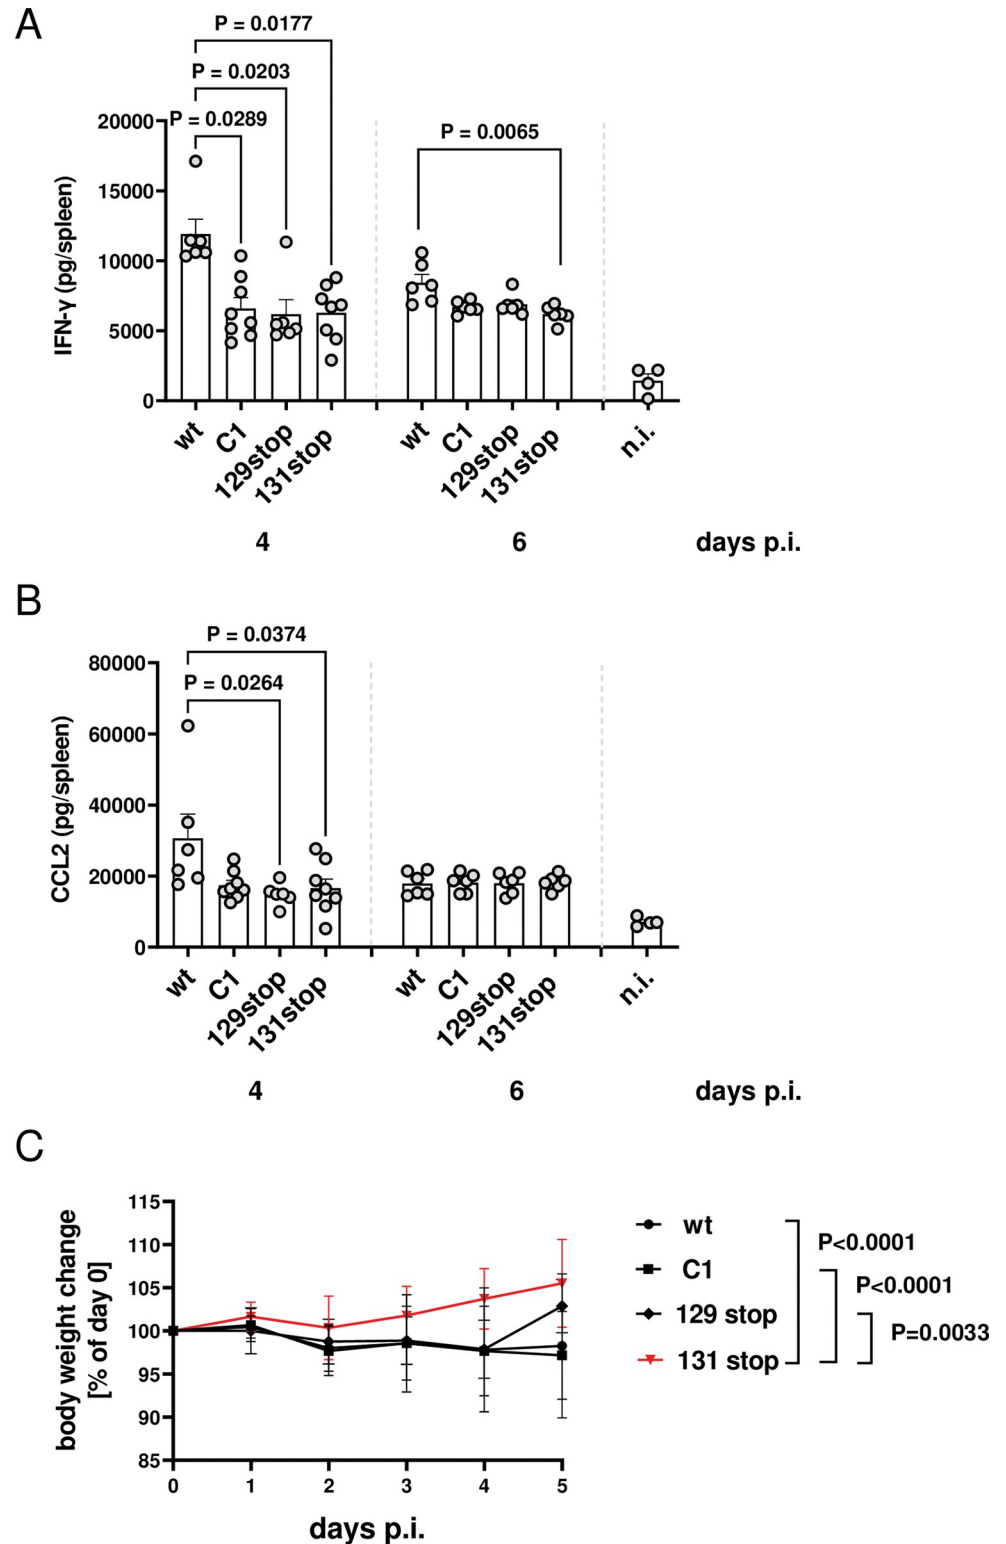 A
P = 0.0177
P = 0.0203
P = 0.0289
P = 0.0065
20000
15000
10000
5000
0
IFN-γ (pg/spleen)
wt C1 129stop 131stop wt C1 129stop 131stop n.i.
4 6 days p.i.
B
P = 0.0374
P = 0.0264
80000
60000
40000
20000
0
CCL2 (pg/spleen)
wt C1 129stop 131stop wt C1 129stop 131stop n.i.
4 6 days p.i.
C
115
110
105
100
95
90
85
body weight change
[% of day 0]
0 1 2 3 4 5
days p.i.
wt
C1
129 stop
131 stop
P<0.0001
P<0.0001
P=0.0033